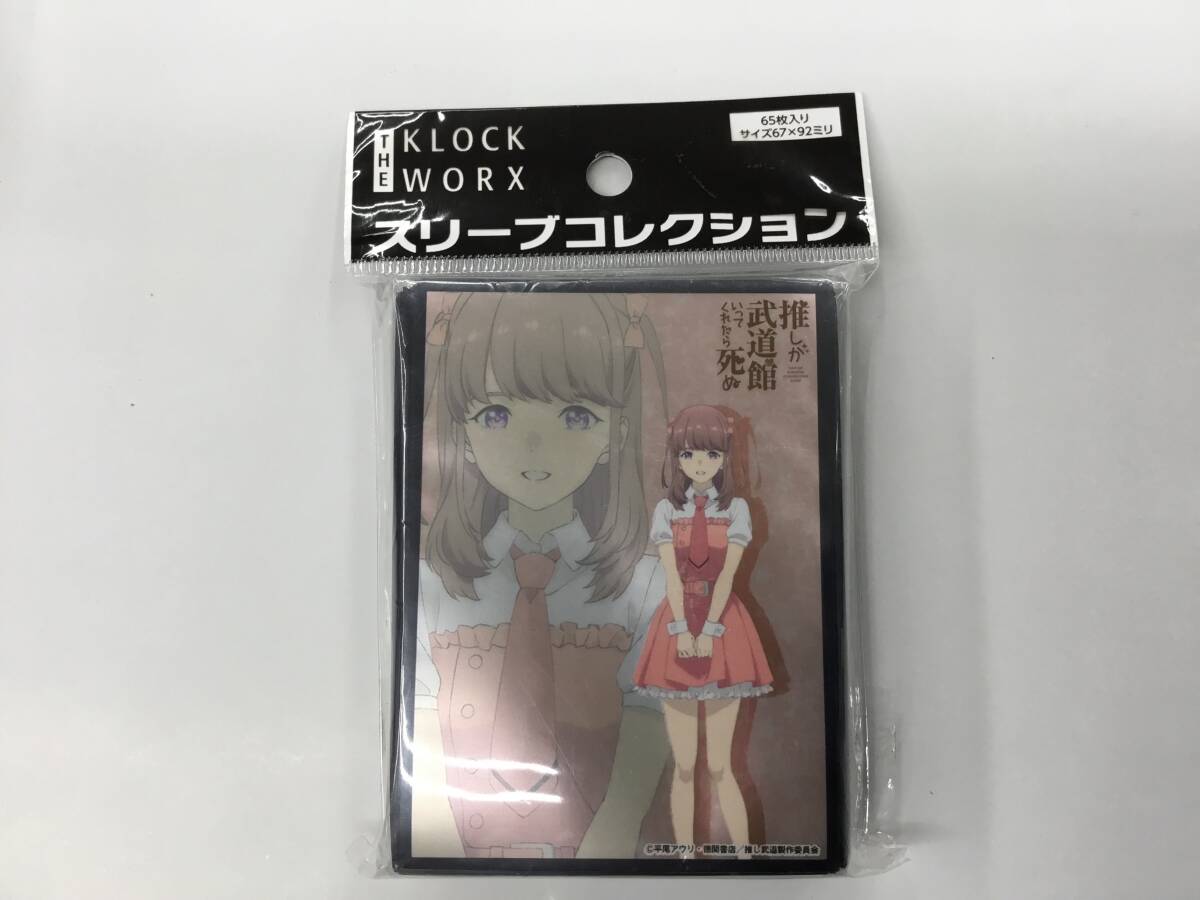 THE
KLOCK
WORX
65枚入り
サイズ67×92ミリ
スリーブコレクション
推しが
武道館
いって
くれたら
死ぬ
©平尾アウリ・徳間書店/推し武道製作委員会